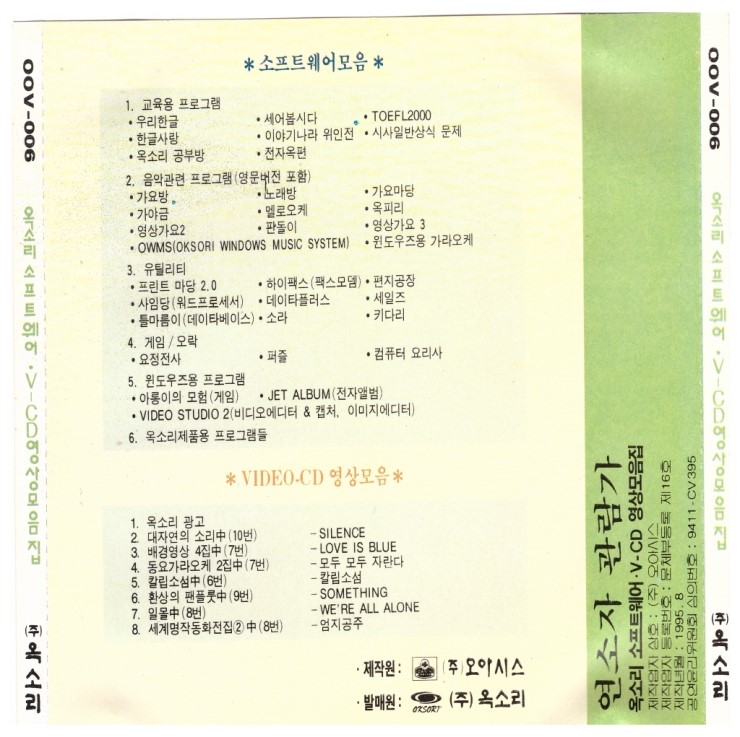 OOV-006
옥소리 소프트웨어·V-CD영상모음집
(주) 옥소리
*소프트웨어모음*
1. 교육용 프로그램
•우리한글 •세어봅시다 •TOEFL2000
•한글사랑 •이야기나라 위인전 •시사일반상식 문제
•옥소리 공부방 •전자옥편
2. 음악관련 프로그램(영문버전 포함)
•가요방 •노래방 •가요마당
•가야금 •멜로오케 •옥피리
•영상가요2 •판돌이 •영상가요 3
•OWMS(OKSORI WINDOWS MUSIC SYSTEM) •윈도우즈용 가라오케
3. 유틸리티
•프린트 마당 2.0 •하이팩스(팩스모뎀) •편지공장
•사임당(워드프로세서) •데이타플러스 •세일즈
•틀마름이(데이타베이스) •소라 •키다리
4. 게임/오락
•요정전사 •퍼즐 •컴퓨터 요리사
5. 윈도우즈용 프로그램
•아롱이의 모험(게임) •JET ALBUM(전자앨범)
•VIDEO STUDIO 2(비디오에디터 & 캡처, 이미지에디터)
6. 옥소리제품용 프로그램들
*VIDEO-CD 영상모음*
1. 옥소리 광고
2. 대자연의 소리中(10번) -SILENCE
3. 배경영상 4집中(7번) -LOVE IS BLUE
4. 동요가라오케 2집中(7번) -모두 모두 자란다
5. 칼립소섬中(6번) -칼립소섬
6. 환상의 팬플룻中(9번) -SOMETHING
7. 일몰中(8번) -WE'RE ALL ALONE
8. 세계명작동화전집②中(8번) -엄지공주
·제작원: (주)오아시스
·발매원: OKSORI (주)옥소리
연소자 관람가
옥소리 소프트웨어·V-CD 영상모음집
제작업자 상호: (주) 오아시스
제작업자 등록번호: 문체부등록 제16호
제작년월: 1995. 8
공연윤리위원회 심의번호: 9411-CV395
OOV-006
옥소리 소프트웨어·V-CD영상모음집
(주) 옥소리